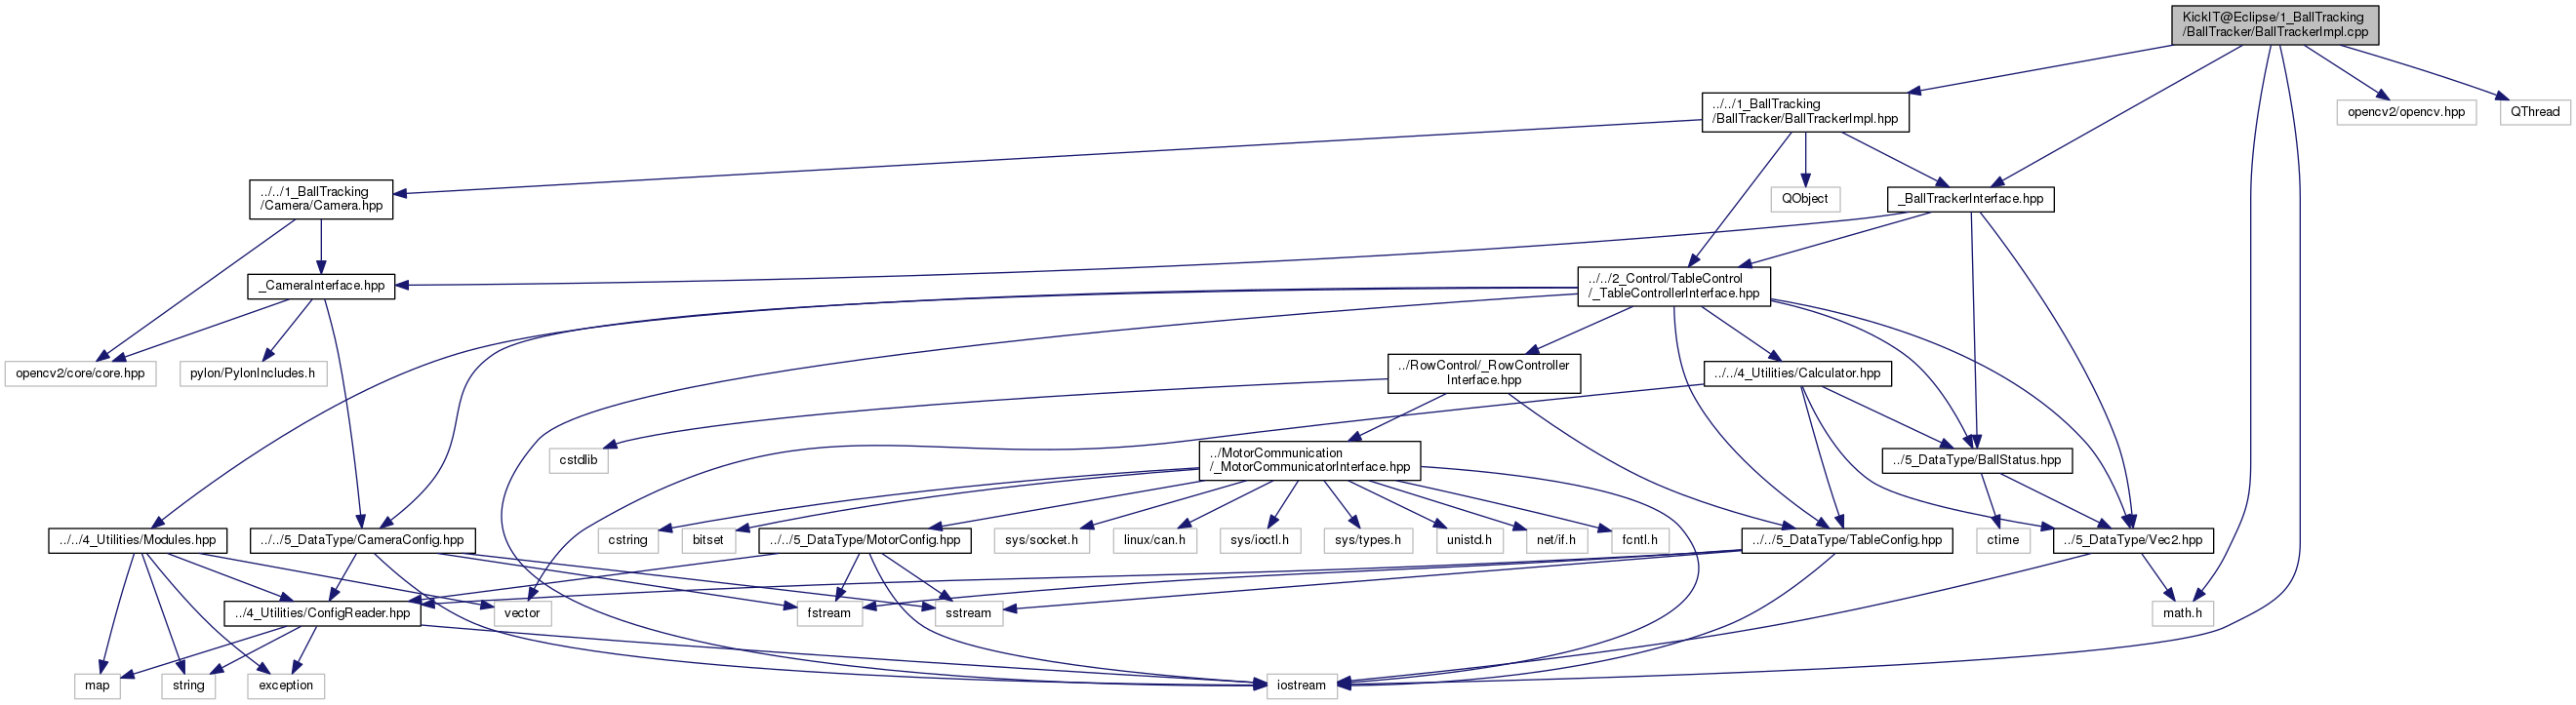 KickIT@Eclipse/1_BallTracking
/BallTracker/BallTrackerImpl.cpp
../../1_BallTracking
/BallTracker/BallTrackerImpl.hpp
opencv2/opencv.hpp
QThread
../../1_BallTracking
/Camera/Camera.hpp
QObject
_BallTrackerInterface.hpp
_CameraInterface.hpp
../../2_Control/TableControl
/_TableControllerInterface.hpp
opencv2/core/core.hpp
pylon/PylonIncludes.h
../RowControl/_RowController
Interface.hpp
../../4_Utilities/Calculator.hpp
cstdlib
../MotorCommunication
/_MotorCommunicatorInterface.hpp
../5_DataType/BallStatus.hpp
../../4_Utilities/Modules.hpp
../../5_DataType/CameraConfig.hpp
cstring
bitset
../../5_DataType/MotorConfig.hpp
sys/socket.h
linux/can.h
sys/ioctl.h
sys/types.h
unistd.h
net/if.h
fcntl.h
../../5_DataType/TableConfig.hpp
ctime
../5_DataType/Vec2.hpp
../4_Utilities/ConfigReader.hpp
vector
fstream
sstream
math.h
map
string
exception
iostream